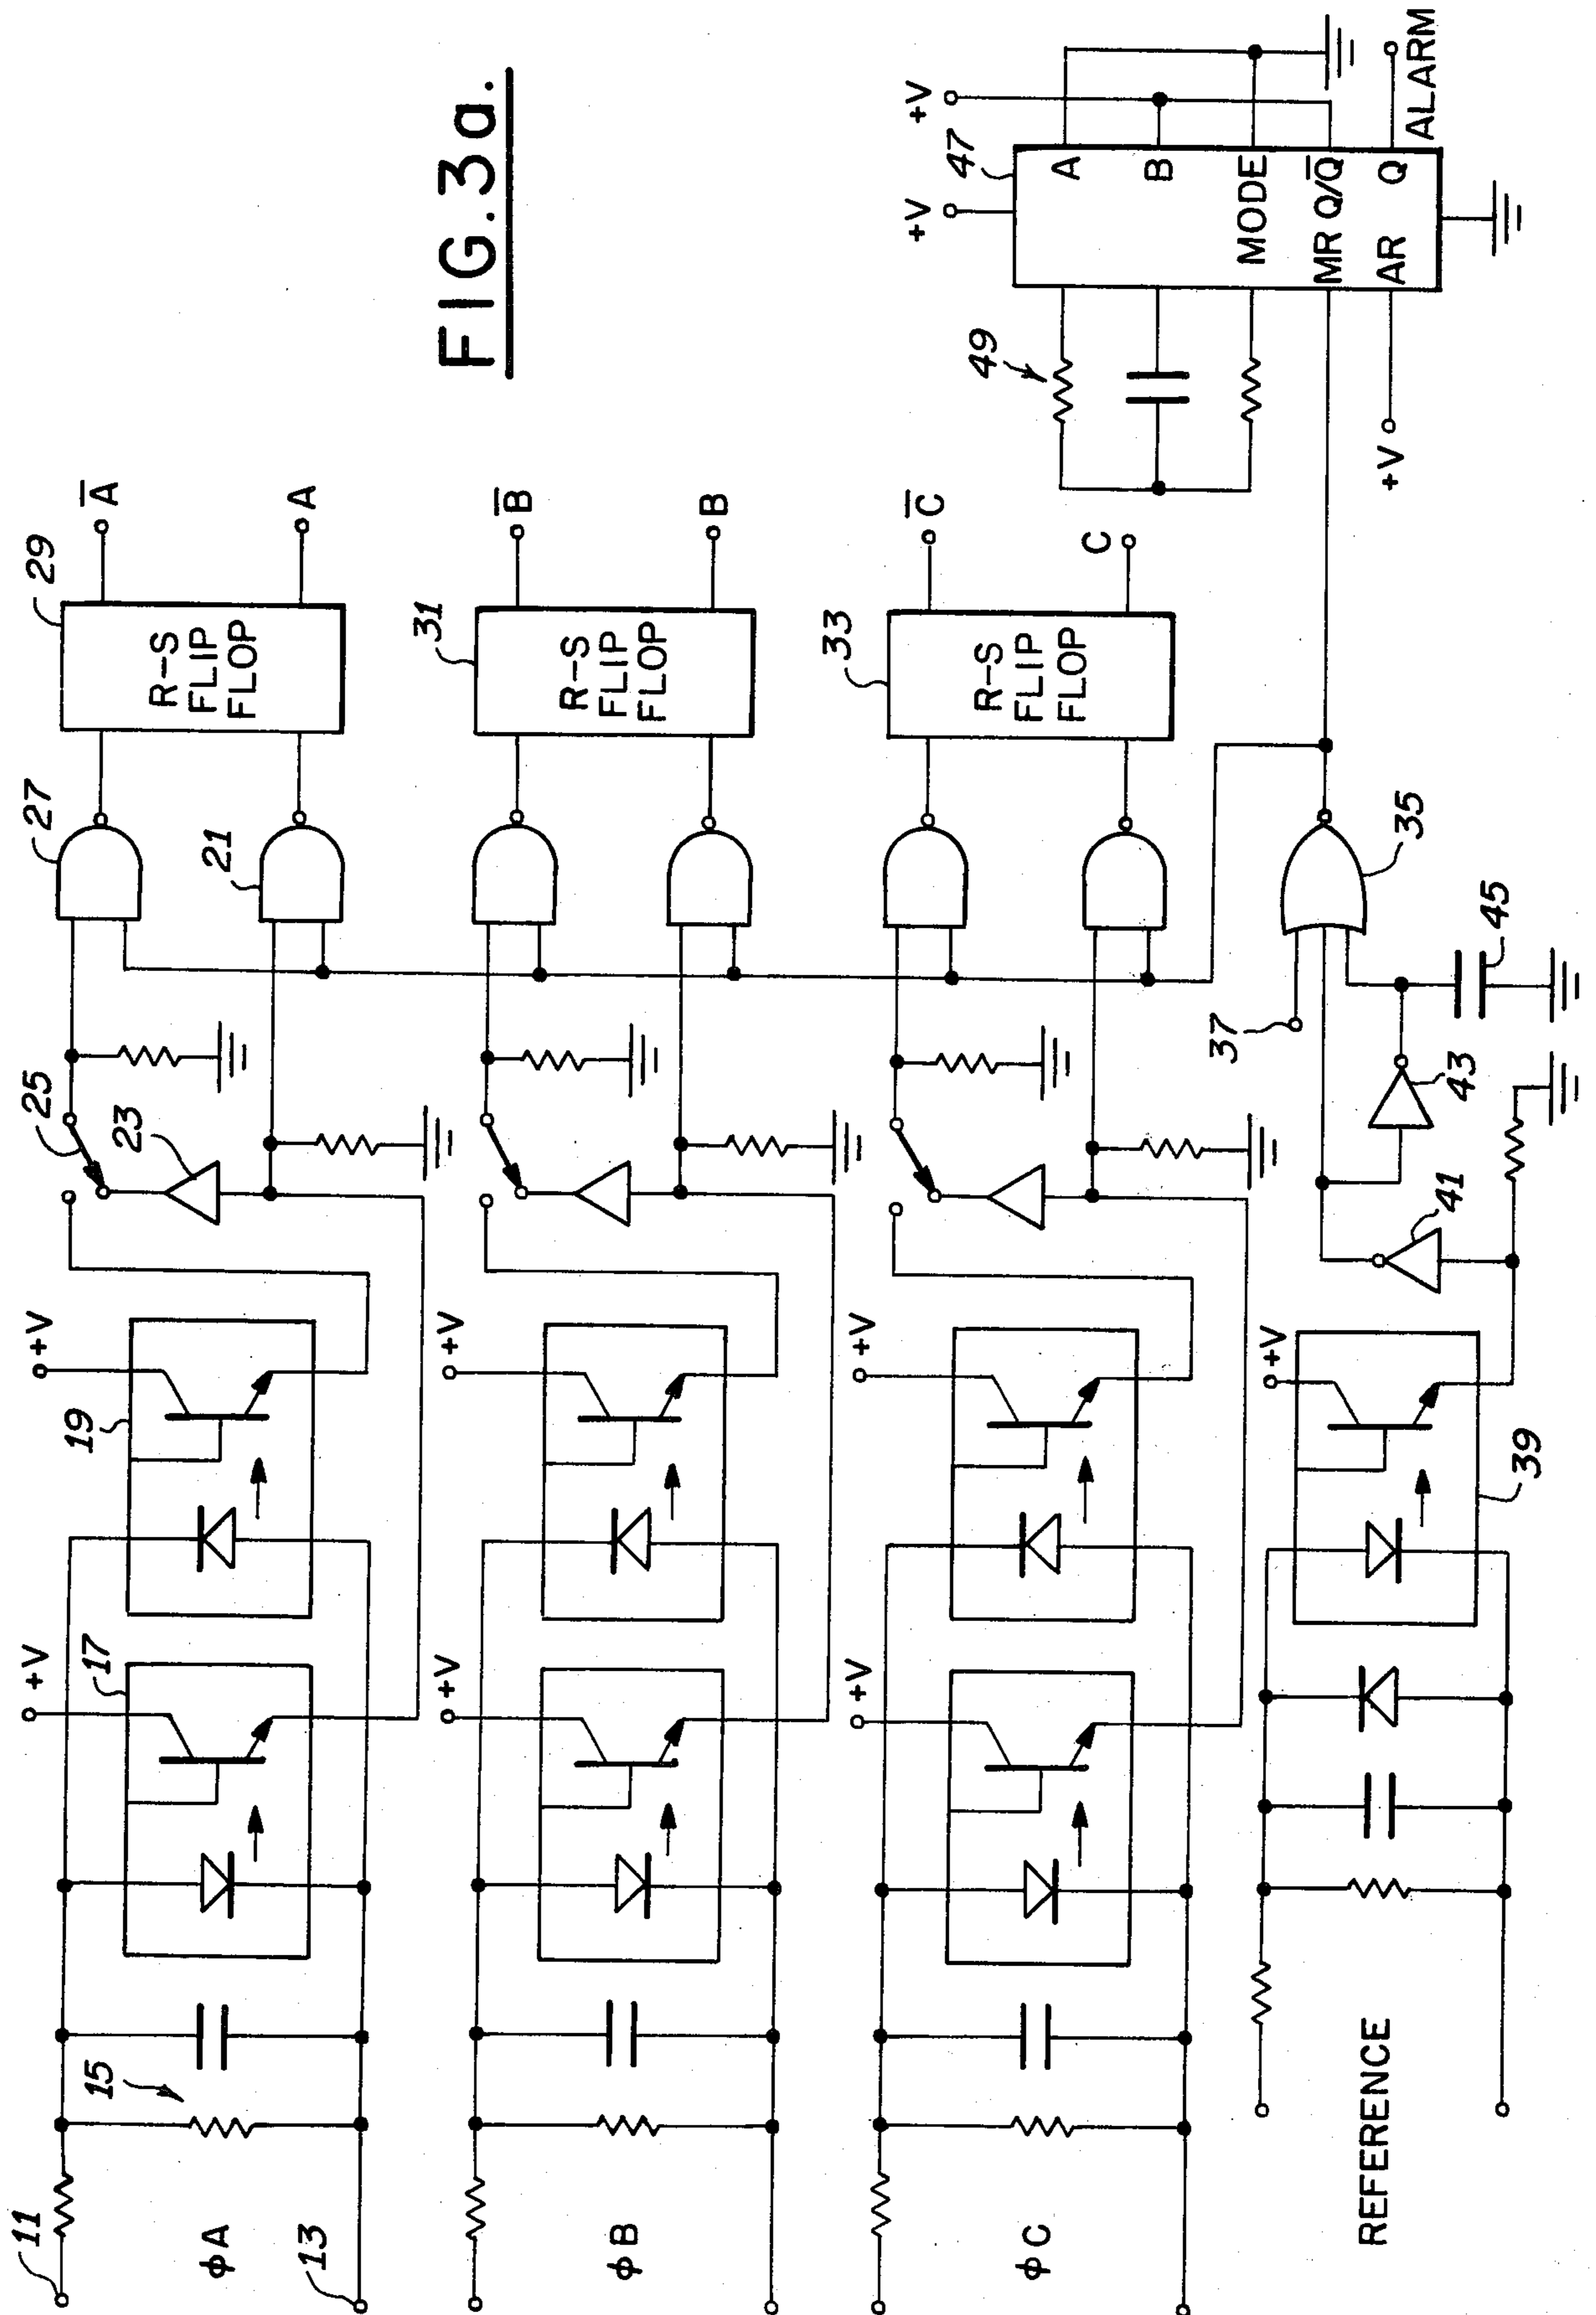 FIG.3a.
11
φA
13
15
17
+V
19
+V
23
25
27
21
29
R-S
FLIP
FLOP
A̅
A
φB
+V
+V
31
R-S
FLIP
FLOP
B̅
B
φC
+V
+V
33
R-S
FLIP
FLOP
C̅
C
REFERENCE
+V
39
41
43
45
37
35
49
47
+V
+V
A
B
MODE
MR Q/Q̅
AR Q
+V
ALARM